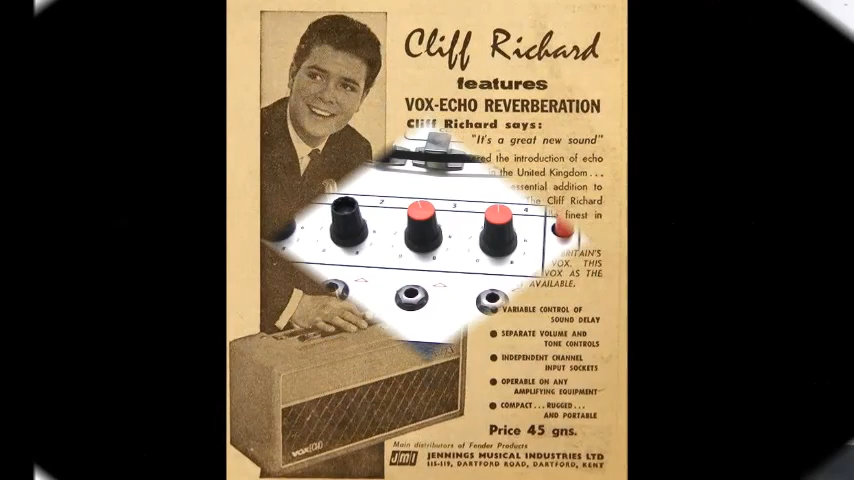 Cliff Richard
features
VOX-ECHO REVERBERATION
Cliff Richard says:
"It's a great new sound"
the introduction of echo
the United Kingdom...
essential addition to
The Cliff Richard
finest in
BRITAIN'S
VOX. THIS
VOX AS THE
AVAILABLE.
2
3
4
VARIABLE CONTROL OF
SOUND DELAY
SEPARATE VOLUME AND
TONE CONTROLS
INDEPENDENT CHANNEL
INPUT SOCKETS
OPERABLE ON ANY
AMPLIFYING EQUIPMENT
COMPACT... RUGGED...
AND PORTABLE
Price 45 gns.
Main distributors of Fender Products
JMI JENNINGS MUSICAL INDUSTRIES LTD
115-119, DARTFORD ROAD, DARTFORD, KENT
VOX